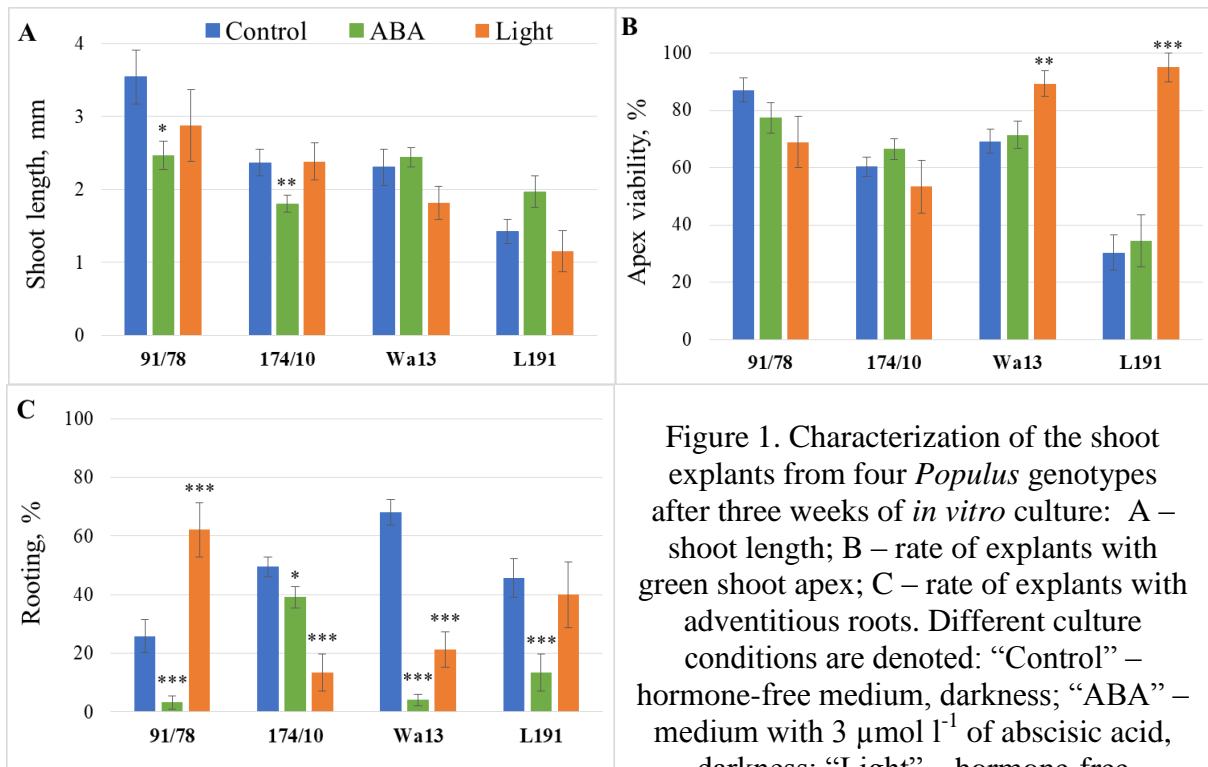 A
Control ABA Light
Shoot length, mm
4
3
2
1
0
* **
91/78 174/10 Wa13 L191
B
Apex viability, %
100
80
60
40
20
0
** ***
91/78 174/10 Wa13 L191
C
Rooting, %
100
80
60
40
20
0
*** *** * *** *** *** ***
91/78 174/10 Wa13 L191
Figure 1. Characterization of the shoot
explants from four Populus genotypes
after three weeks of in vitro culture: A –
shoot length; B – rate of explants with
green shoot apex; C – rate of explants with
adventitious roots. Different culture
conditions are denoted: “Control” –
hormone-free medium, darkness; “ABA” –
medium with 3 µmol l⁻¹ of abscisic acid,
darkness; “Light” – hormone-free